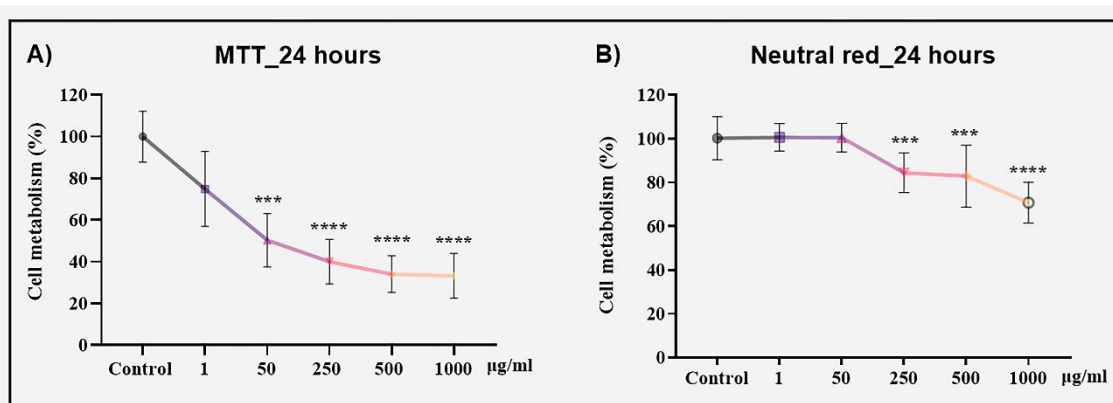 A)
MTT_24 hours
Cell metabolism (%)
120
100
80
60
40
20
0
***
****
****
****
Control 1 50 250 500 1000 μg/ml
B)
Neutral red_24 hours
Cell metabolism (%)
120
100
80
60
40
20
0
***
***
****
Control 1 50 250 500 1000 μg/ml